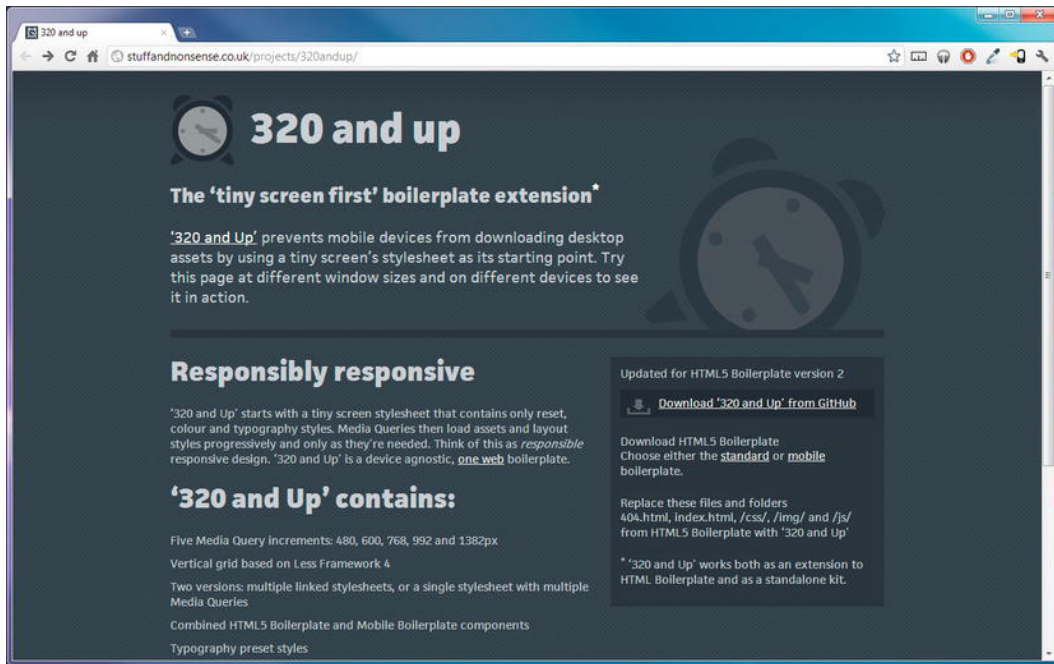 320 and up
stuffandnonsense.co.uk/projects/320andup/
320 and up
The ‘tiny screen first’ boilerplate extension*
‘320 and Up’ prevents mobile devices from downloading desktop
assets by using a tiny screen's stylesheet as its starting point. Try
this page at different window sizes and on different devices to see
it in action.
Responsibly responsive
‘320 and Up’ starts with a tiny screen stylesheet that contains only reset,
colour and typography styles. Media Queries then load assets and layout
styles progressively and only as they're needed. Think of this as responsible
responsive design. ‘320 and Up’ is a device agnostic, one web boilerplate.
‘320 and Up’ contains:
Five Media Query increments: 480, 600, 768, 992 and 1382px
Vertical grid based on Less Framework 4
Two versions: multiple linked stylesheets, or a single stylesheet with multiple
Media Queries
Combined HTML5 Boilerplate and Mobile Boilerplate components
Typography preset styles
Updated for HTML5 Boilerplate version 2
Download ‘320 and Up’ from GitHub
Download HTML5 Boilerplate
Choose either the standard or mobile
boilerplate.
Replace these files and folders
404.html, index.html, /css/, /img/ and /js/
from HTML5 Boilerplate with ‘320 and Up’
* ‘320 and Up’ works both as an extension to
HTML Boilerplate and as a standalone kit.